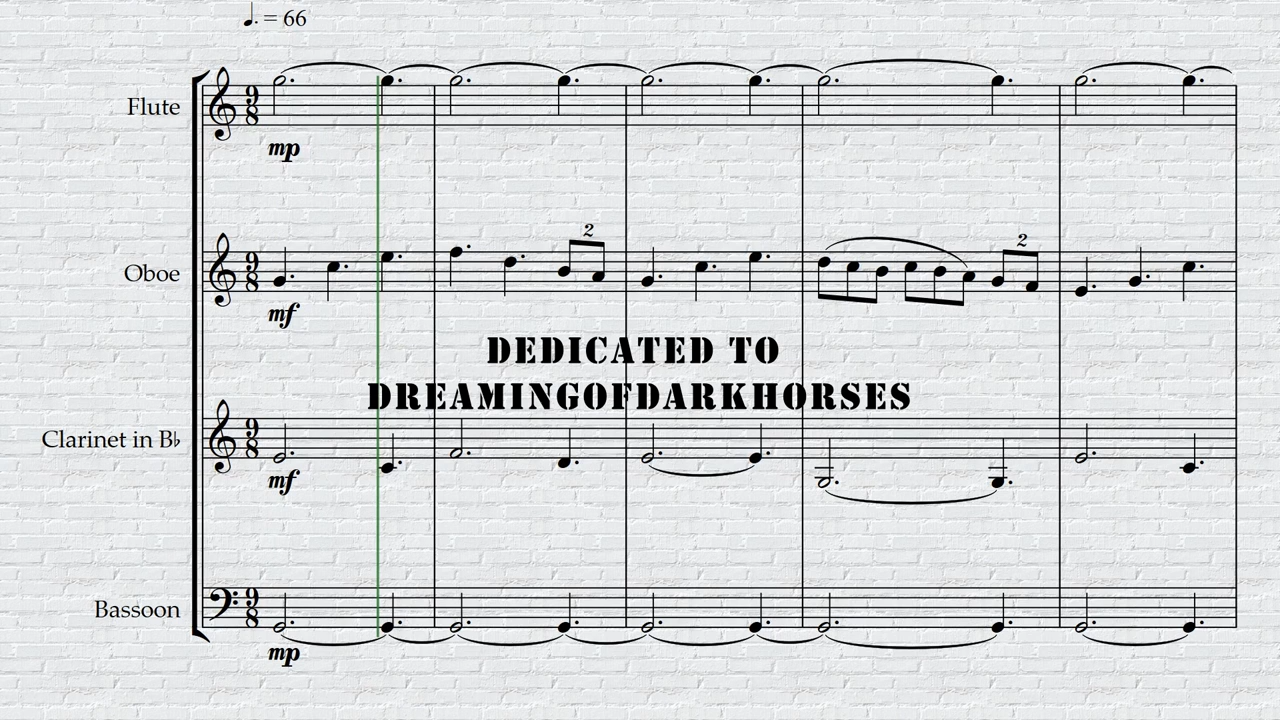 ♩. = 66
Flute
mp
Oboe
mf
2
2
DEDICATED TO
DREAMINGOFDARKHORSES
Clarinet in B♭
mf
Bassoon
mp